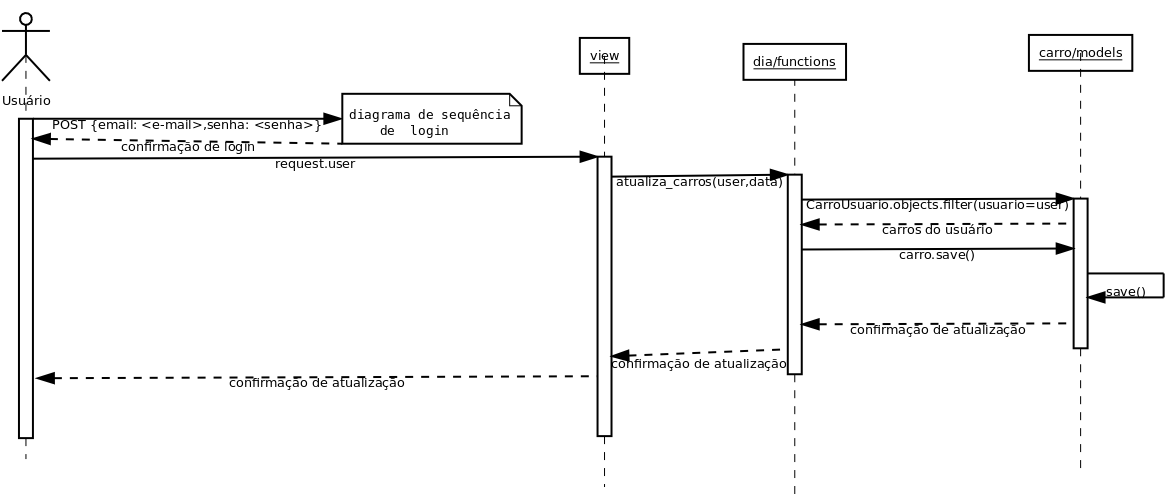 carro/models
view
dia/functions
Usuário
diagrama de sequência
de login
POST {email: <e-mail>,senha: <senha>}
confirmação de login
request.user
atualiza_carros(user,data)
CarroUsuario.objects.filter(usuario=user)
carros do usuário
carro.save()
save()
confirmação de atualização
confirmação de atualização
confirmação de atualização